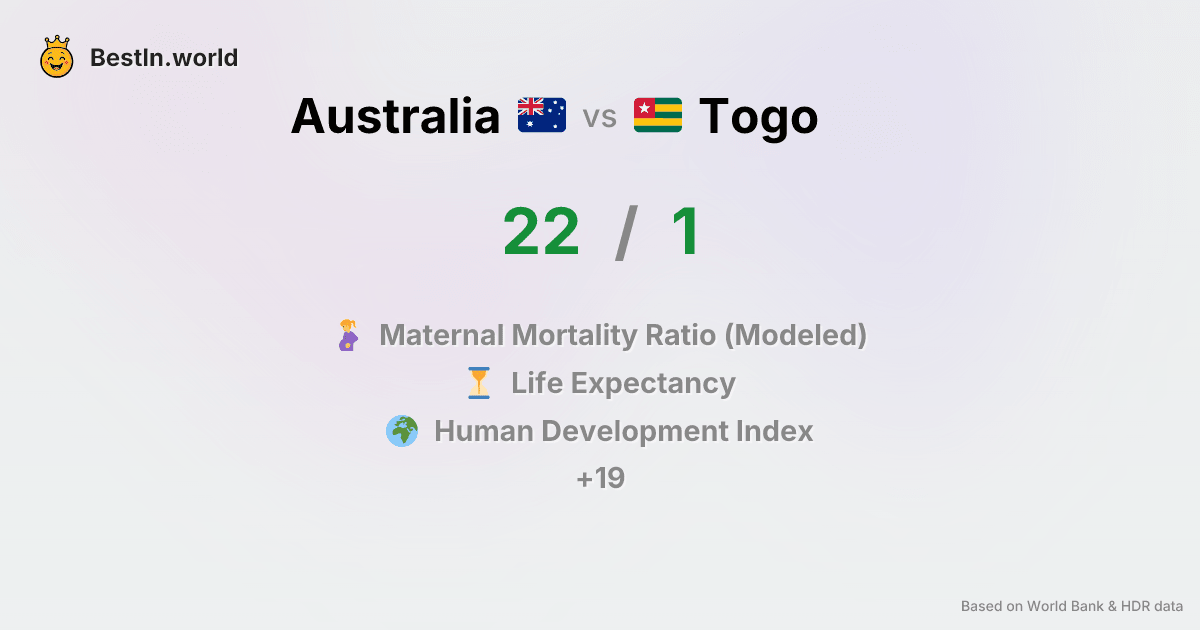 BestIn.world
Australia vs Togo
22 / 1
Maternal Mortality Ratio (Modeled)
Life Expectancy
Human Development Index
+19
Based on World Bank & HDR data